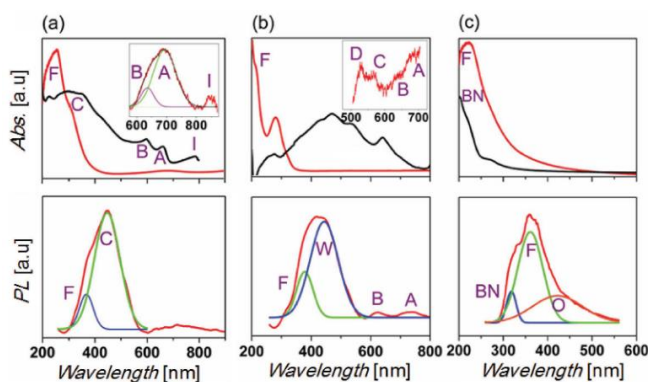 (a) (b) (c)
Abs. [a.u]
F
C
B
A
I
B
A
I
600 700 800
F
D
C
B
A
500 600 700
F
BN
PL [a.u]
F
C
F
W
B
A
BN
F
O
200 400 600 800 200 400 600 800 200 300 400 500 600
Wavelength [nm] Wavelength [nm] Wavelength [nm]